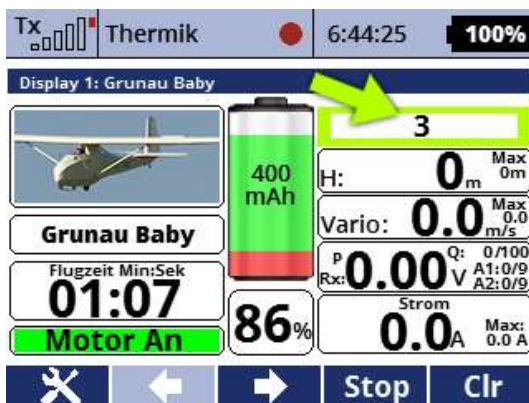 Tx Thermik 6:44:25 100%
Display 1: Grunau Baby
3
400
mAh
H: 0m Max 0m
Grunau Baby
Vario: 0.0 Max 0.0 m/s
Flugzeit Min:Sek
01:07
P Rx: 0.00V Q: 0/100 A1:0/9 A2:0/9
Motor An
86%
Strom
0.0A Max: 0.0 A
Stop Clr